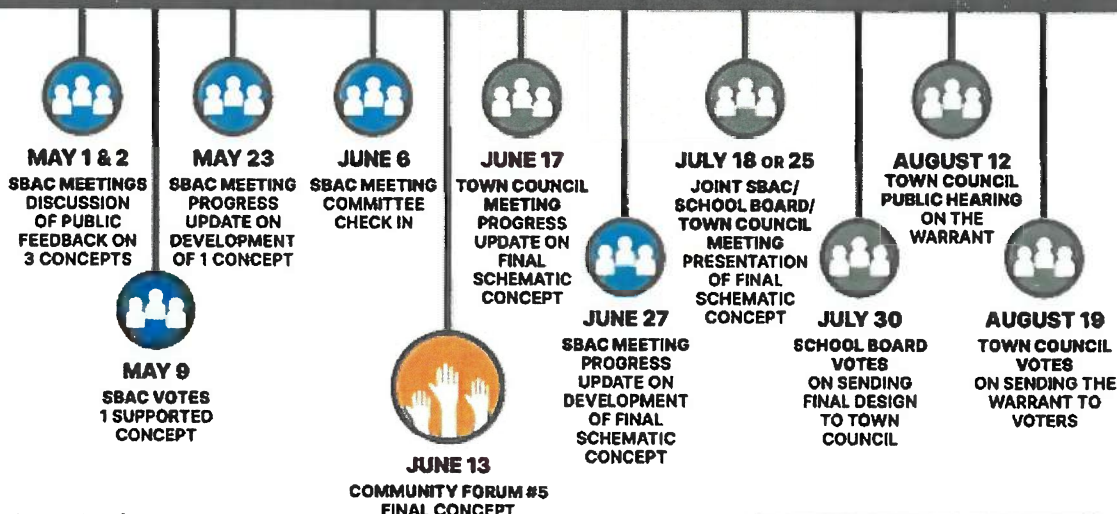 MAY 1 & 2
SBAC MEETINGS
DISCUSSION
OF PUBLIC
FEEDBACK ON
3 CONCEPTS
MAY 9
SBAC VOTES
1 SUPPORTED
CONCEPT
MAY 23
SBAC MEETING
PROGRESS
UPDATE ON
DEVELOPMENT
OF 1 CONCEPT
JUNE 6
SBAC MEETING
COMMITTEE
CHECK IN
JUNE 13
COMMUNITY FORUM #5
FINAL CONCEPT
JUNE 17
TOWN COUNCIL
MEETING
PROGRESS
UPDATE ON
FINAL
SCHEMATIC
CONCEPT
JUNE 27
SBAC MEETING
PROGRESS
UPDATE ON
DEVELOPMENT
OF FINAL
SCHEMATIC
CONCEPT
JULY 18 OR 25
JOINT SBAC/
SCHOOL BOARD/
TOWN COUNCIL
MEETING
PRESENTATION
OF FINAL
SCHEMATIC
CONCEPT
JULY 30
SCHOOL BOARD
VOTES
ON SENDING
FINAL DESIGN
TO TOWN
COUNCIL
AUGUST 12
TOWN COUNCIL
PUBLIC HEARING
ON THE
WARRANT
AUGUST 19
TOWN COUNCIL
VOTES
ON SENDING THE
WARRANT TO
VOTERS